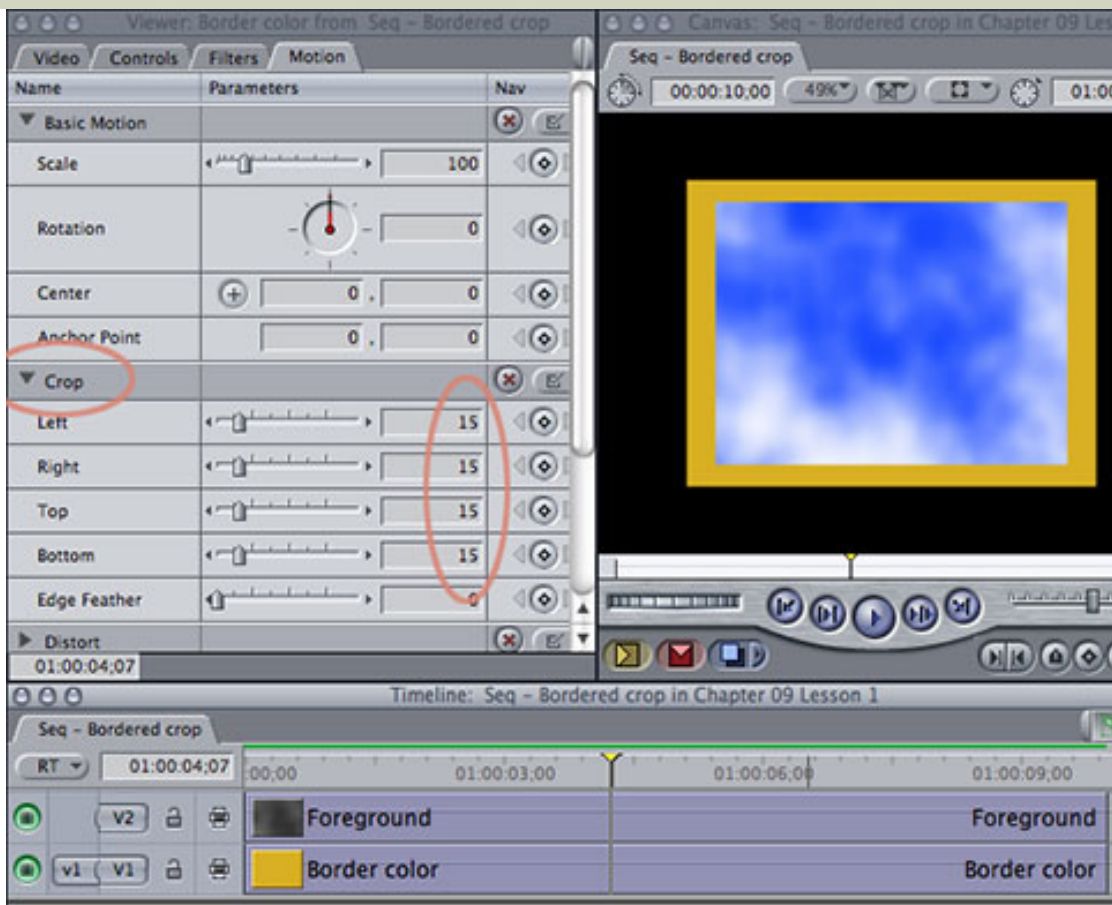 Viewer: Border color from Seq - Bordered crop
Video Controls Filters Motion
Name Parameters Nav
Basic Motion
Scale 100
Rotation 0
Center 0 , 0
Anchor Point 0 , 0
Crop
Left 15
Right 15
Top 15
Bottom 15
Edge Feather 0
Distort
01:00:04;07
Canvas: Seq - Bordered crop in Chapter 09 Les
Seq - Bordered crop
00:00:10;00 49% 01:00
Timeline: Seq - Bordered crop in Chapter 09 Lesson 1
Seq - Bordered crop
RT 01:00:04;07 :00;00 01:00:03;00 01:00:06;00 01:00:09;00
V2 Foreground Foreground
v1 V1 Border color Border color